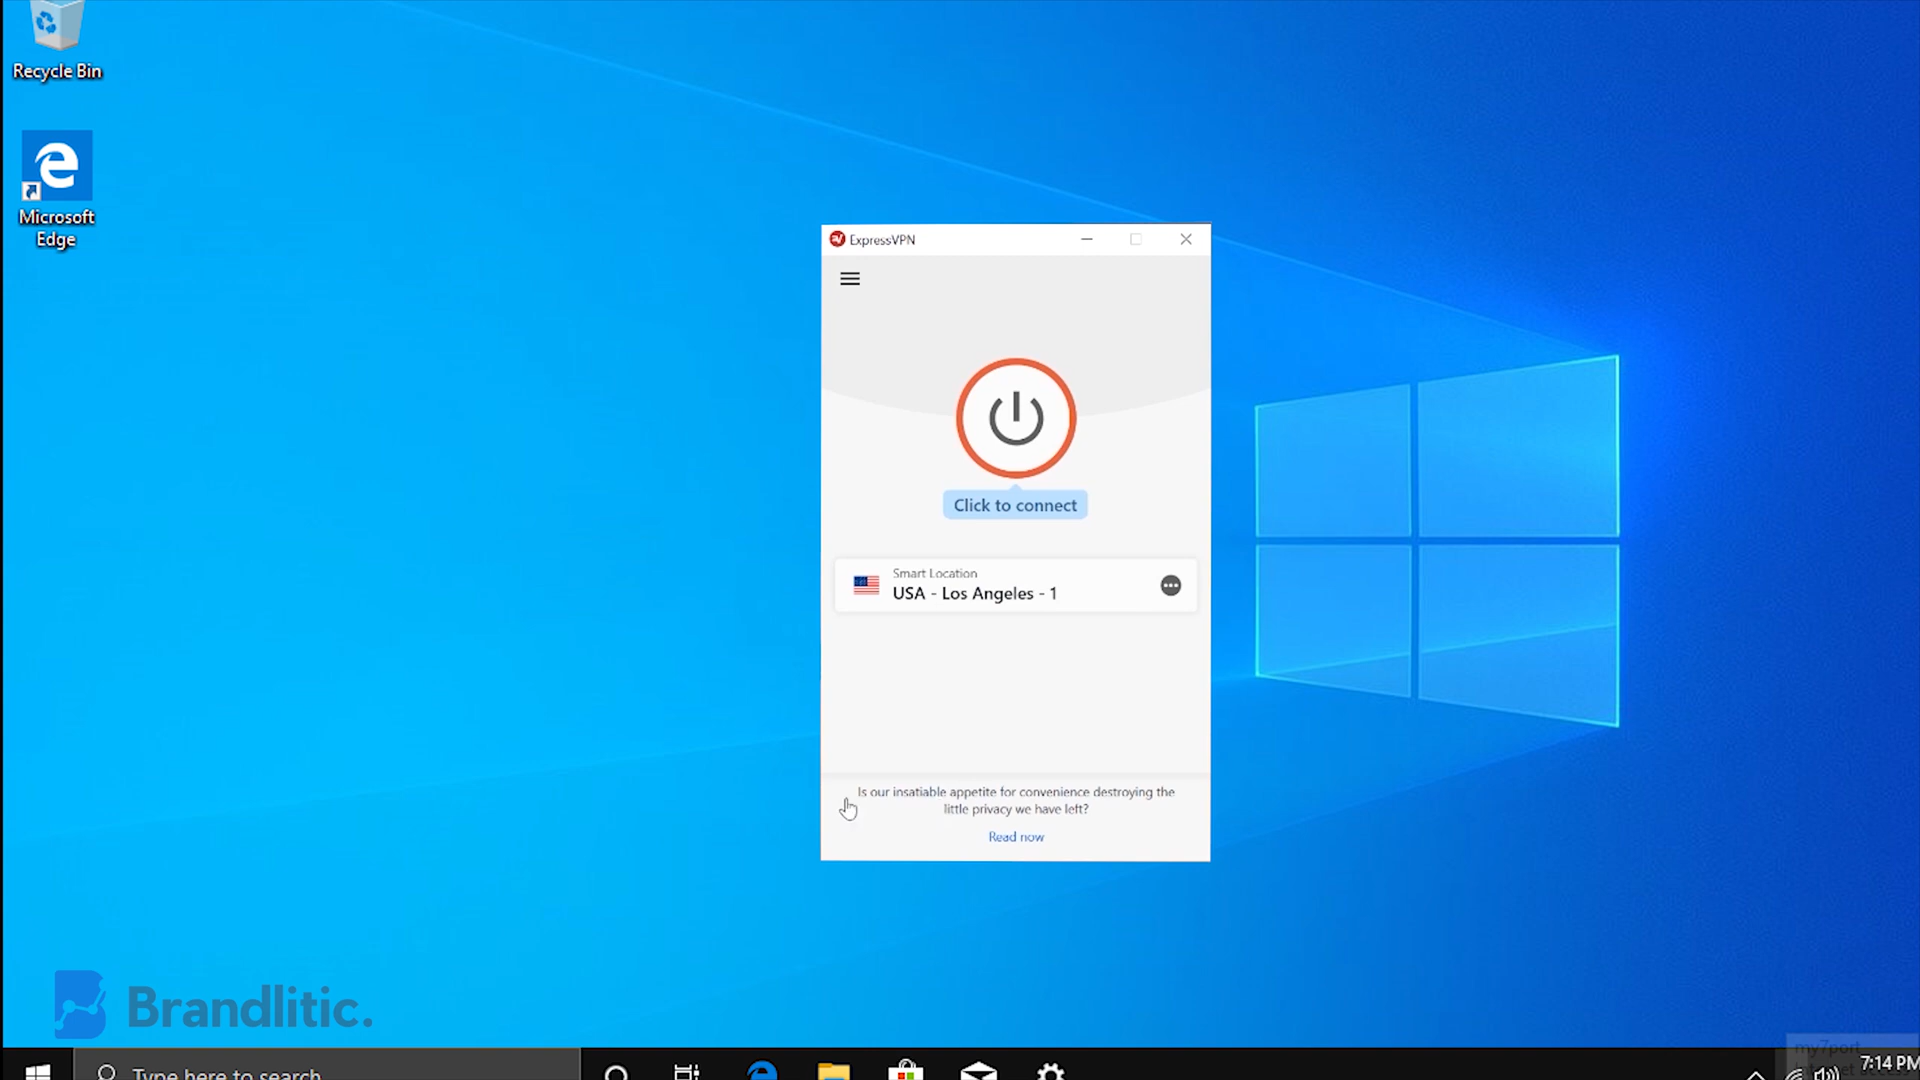 Recycle Bin
Microsoft
Edge
ExpressVPN
Click to connect
Smart Location
USA - Los Angeles - 1
Is our insatiable appetite for convenience destroying the
little privacy we have left?
Read now
Brandlitic.
Type here to search
my7port
7:14 PM